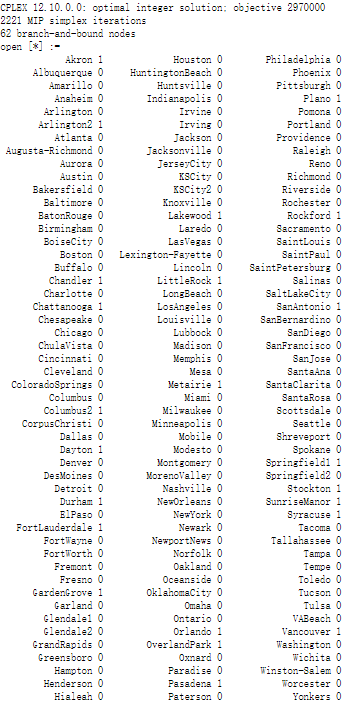 CPLEX 12.10.0.0: optimal integer solution; objective 2970000
2221 MIP simplex iterations
62 branch-and-bound nodes
open [*] :=
Akron 1 Houston 0 Philadelphia 0
Albuquerque 0 HuntingtonBeach 0 Phoenix 0
Amarillo 0 Huntsville 0 Pittsburgh 0
Anaheim 0 Indianapolis 0 Plano 1
Arlington 0 Irvine 0 Pomona 0
Arlington2 1 Irving 0 Portland 0
Atlanta 0 Jackson 0 Providence 0
Augusta-Richmond 0 Jacksonville 0 Raleigh 0
Aurora 0 JerseyCity 0 Reno 0
Austin 0 KSCity 0 Richmond 0
Bakersfield 0 KSCity2 0 Riverside 0
Baltimore 0 Knoxville 0 Rochester 0
BatonRouge 0 Lakewood 1 Rockford 1
Birmingham 0 Laredo 0 Sacramento 0
BoiseCity 0 LasVegas 0 SaintLouis 0
Boston 0 Lexington-Fayette 0 SaintPaul 0
Buffalo 0 Lincoln 0 SaintPetersburg 0
Chandler 1 LittleRock 1 Salinas 0
Charlotte 0 LongBeach 0 SaltLakeCity 0
Chattanooga 1 LosAngeles 0 SanAntonio 1
Chesapeake 0 Louisville 0 SanBernardino 0
Chicago 0 Lubbock 0 SanDiego 0
ChulaVista 0 Madison 0 SanFrancisco 0
Cincinnati 0 Memphis 0 SanJose 0
Cleveland 0 Mesa 0 SantaAna 0
ColoradoSprings 0 Metairie 1 SantaClarita 0
Columbus 0 Miami 0 SantaRosa 0
Columbus2 1 Milwaukee 0 Scottsdale 0
CorpusChristi 0 Minneapolis 0 Seattle 0
Dallas 0 Mobile 0 Shreveport 0
Dayton 1 Modesto 0 Spokane 0
Denver 0 Montgomery 0 Springfield1 1
DesMoines 0 MorenoValley 0 Springfield2 0
Detroit 0 Nashville 0 Stockton 1
Durham 1 NewOrleans 0 SunriseManor 1
ElPaso 0 NewYork 0 Syracuse 1
FortLauderdale 1 Newark 0 Tacoma 0
FortWayne 0 NewportNews 0 Tallahassee 0
FortWorth 0 Norfolk 0 Tampa 0
Fremont 0 Oakland 0 Tempe 0
Fresno 0 Oceanside 0 Toledo 0
GardenGrove 1 OklahomaCity 0 Tucson 0
Garland 0 Omaha 0 Tulsa 0
Glendale1 0 Ontario 0 VABeach 0
Glendale2 0 Orlando 1 Vancouver 1
GrandRapids 0 OverlandPark 1 Washington 0
Greensboro 0 Oxnard 0 Wichita 0
Hampton 0 Paradise 0 Winston-Salem 0
Henderson 0 Pasadena 1 Worcester 0
Hialeah 0 Paterson 0 Yonkers 0